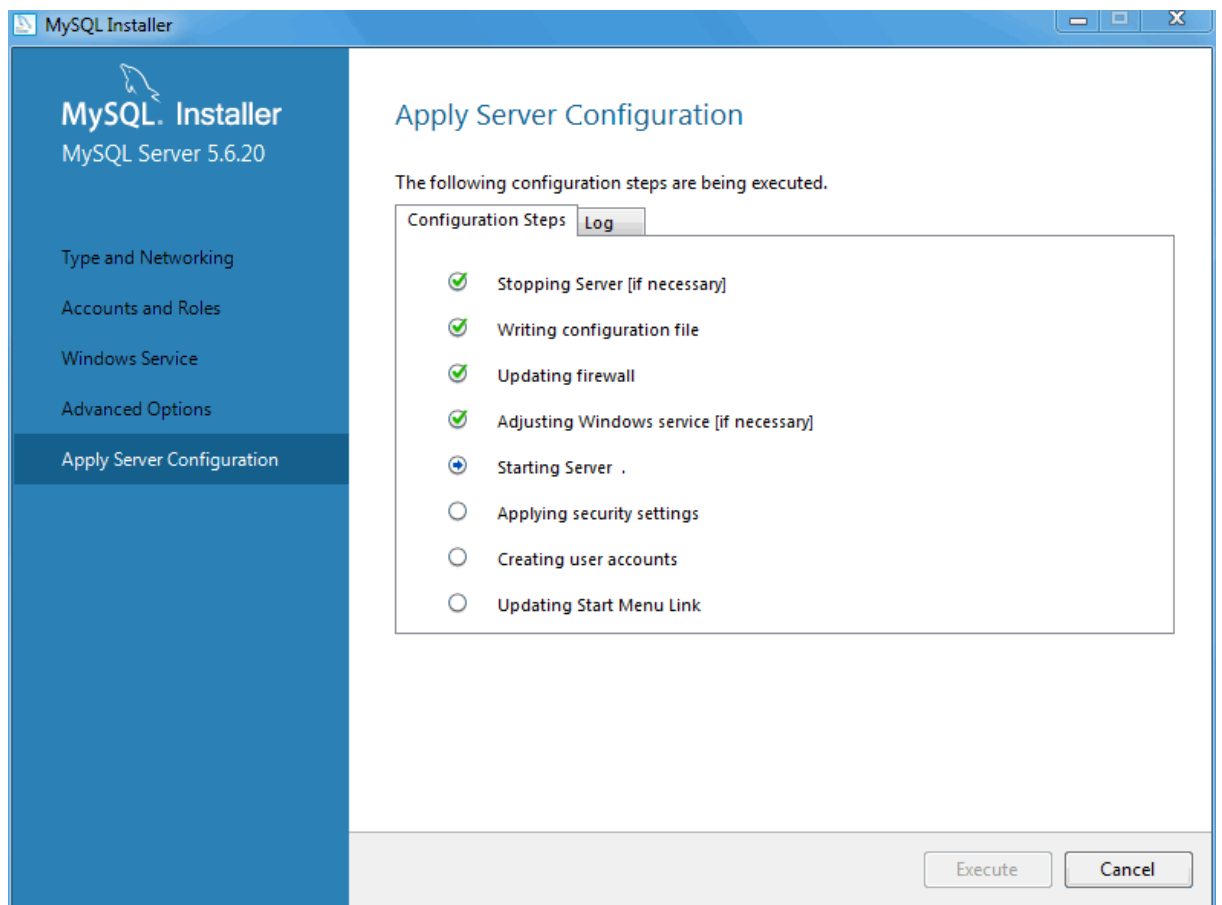 MySQL Installer
MySQL. Installer
MySQL Server 5.6.20
Type and Networking
Accounts and Roles
Windows Service
Advanced Options
Apply Server Configuration
Apply Server Configuration
The following configuration steps are being executed.
Configuration Steps Log
Stopping Server [if necessary]
Writing configuration file
Updating firewall
Adjusting Windows service [if necessary]
Starting Server .
Applying security settings
Creating user accounts
Updating Start Menu Link
Execute Cancel